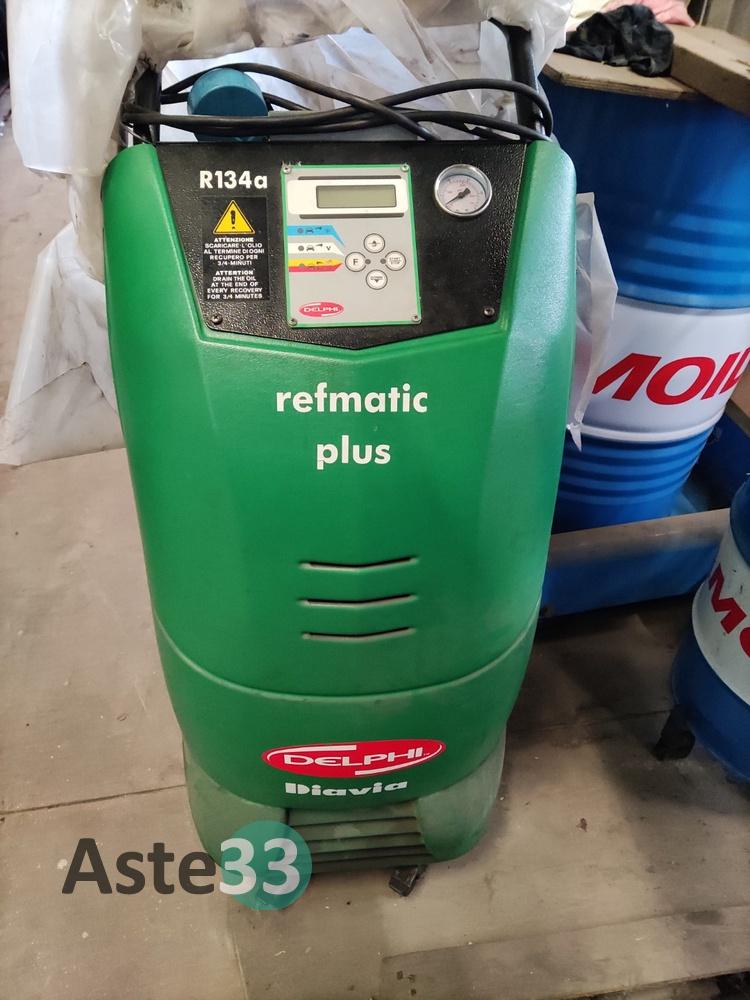 R134a
ATTENZIONE
SCARICARE L'OLIO
AL TERMINE DI OGNI
RECUPERO PER
3/4 MINUTI
ATTENTION
DRAIN THE OIL
AT THE END OF
EVERY RECOVERY
FOR 3/4 MINUTES
V
F
DELPHI
refmatic
plus
MOIL
DELPHI
Diavia
Aste33